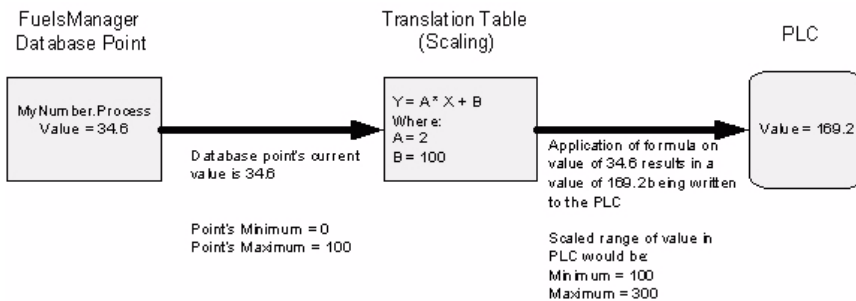 FuelsManager
Database Point
Translation Table
(Scaling)
PLC
MyNumber.Process
Value = 34.6
Y = A* X + B
Where:
A = 2
B = 100
Value = 169.2
Database point's current
value is 34.6
Point's Minimum = 0
Point's Maximum = 100
Application of formula on
value of 34.6 results in a
value of 169.2 being written
to the PLC
Scaled range of value in
PLC would be:
Minimum = 100
Maximum = 300